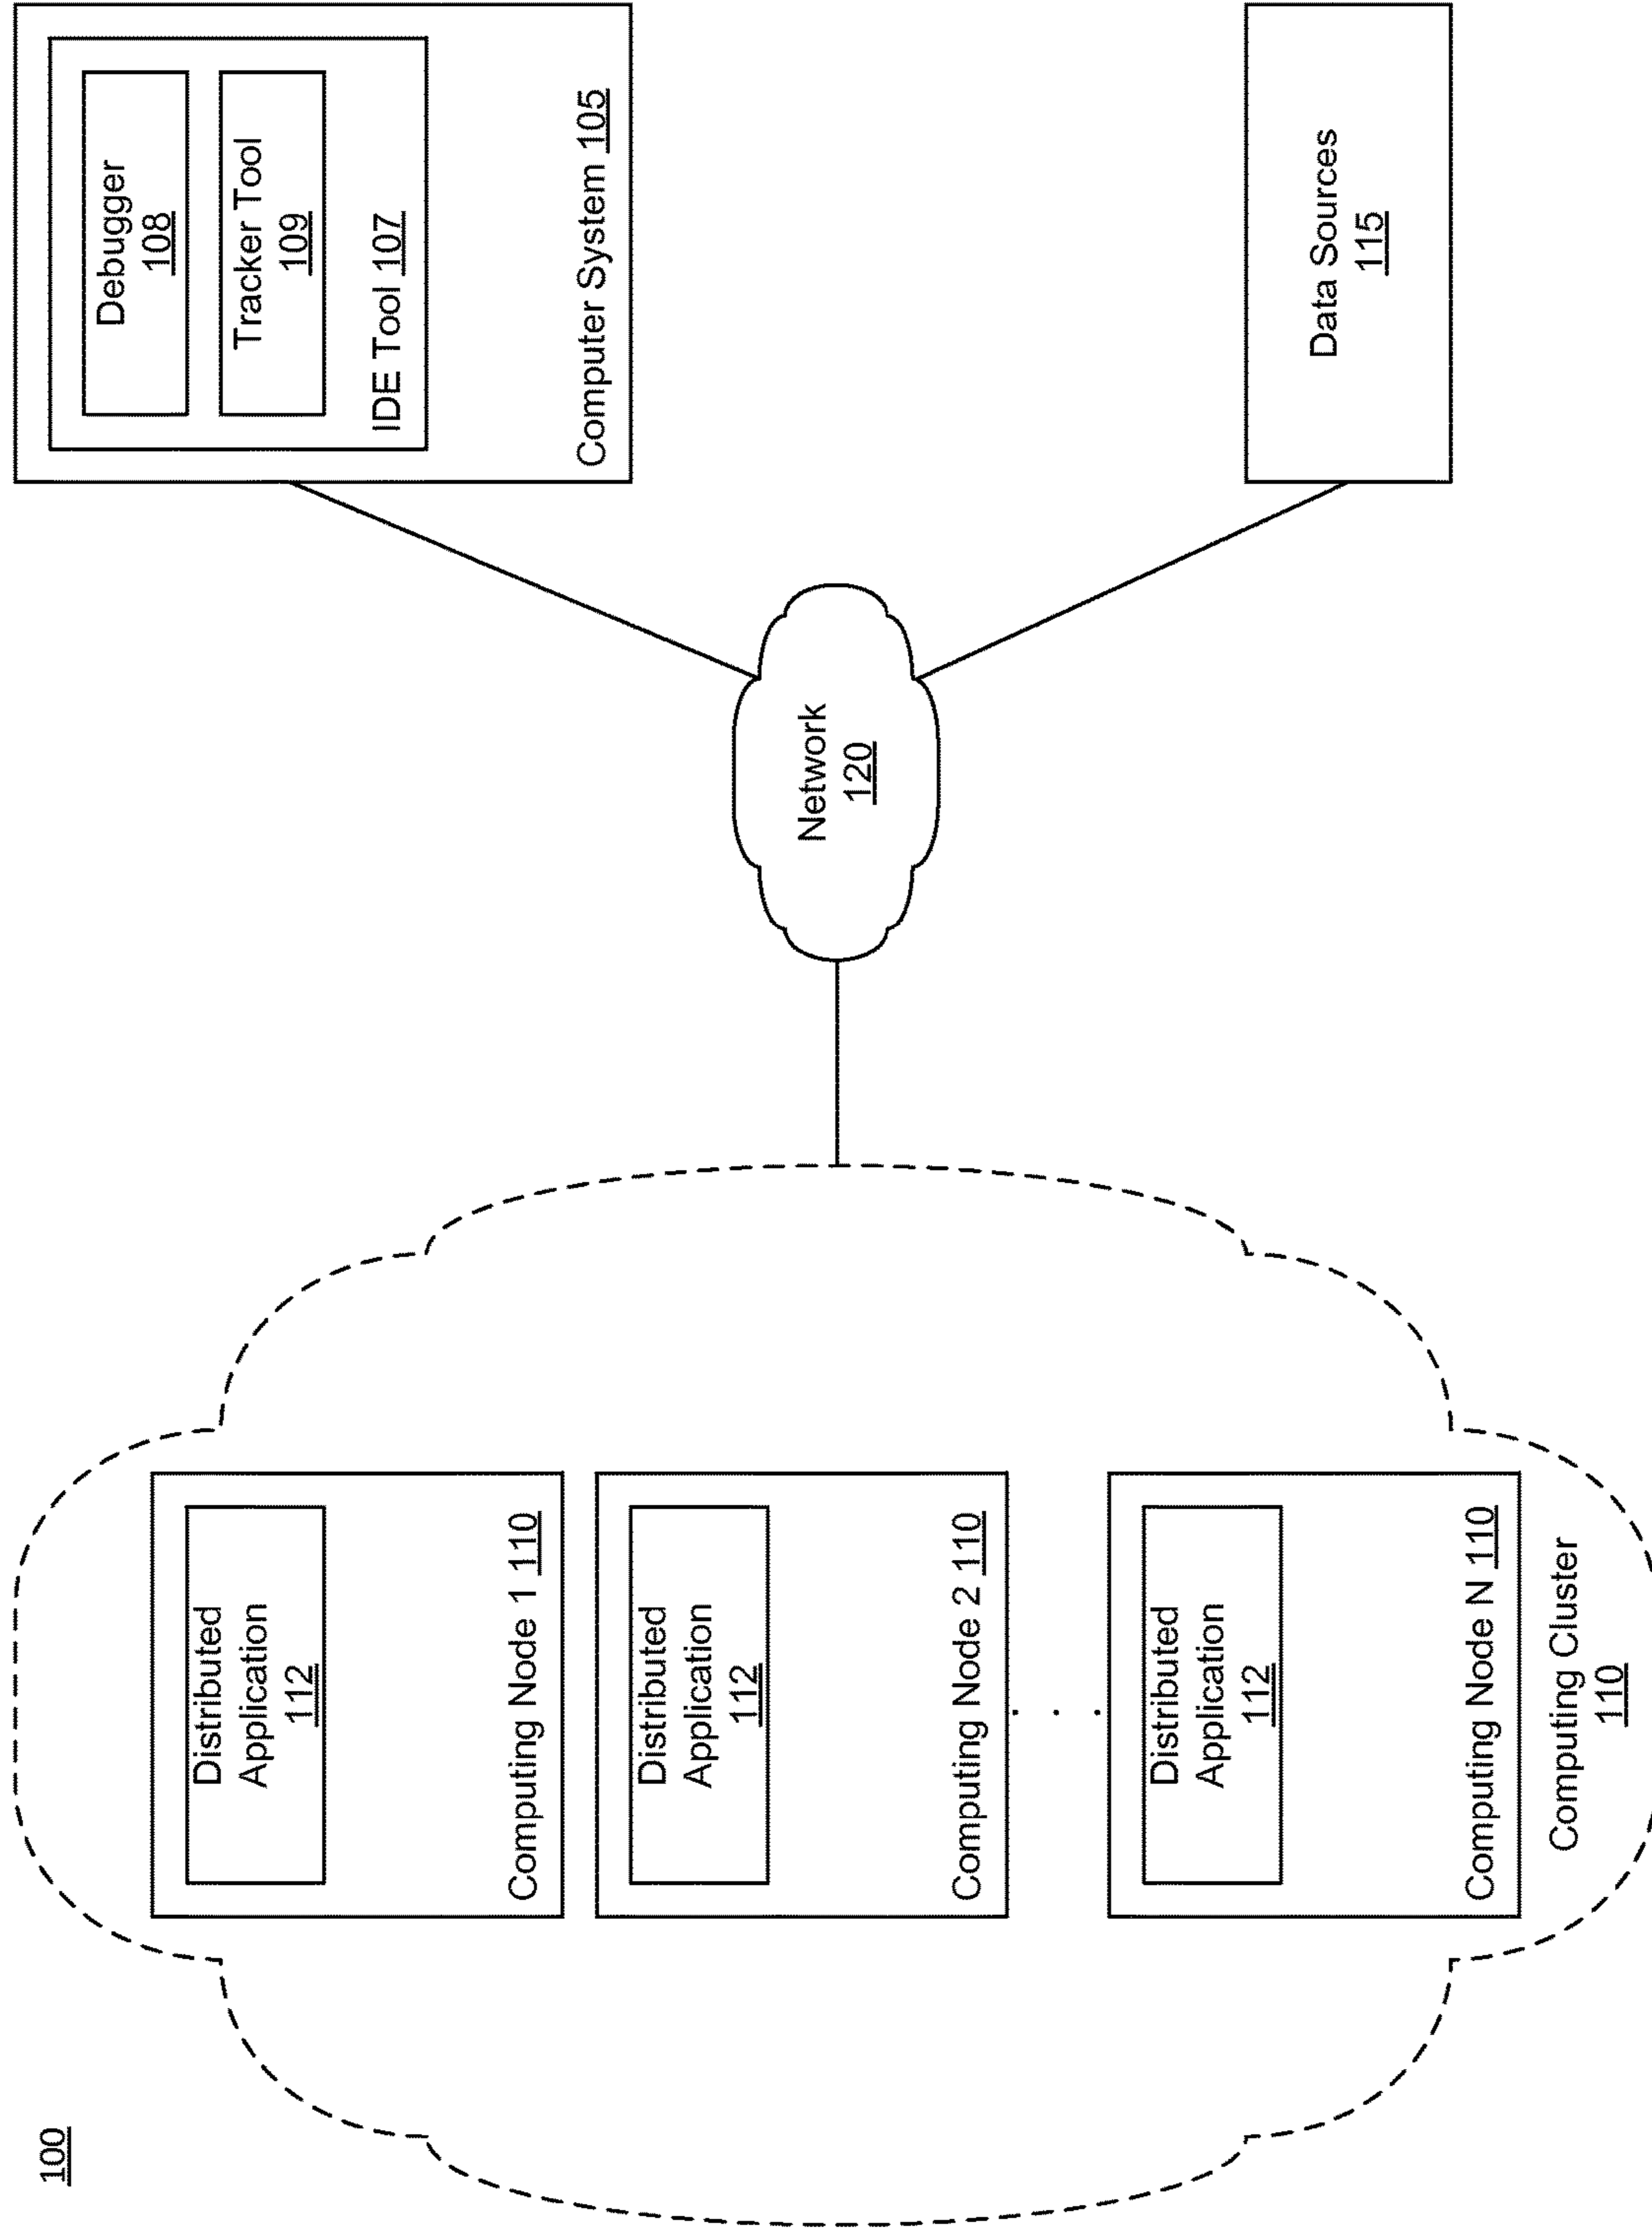 100
Distributed
Application
112
Computing Node 1 110
Distributed
Application
112
Computing Node 2 110
. . .
Distributed
Application
112
Computing Node N 110
Computing Cluster
110
Network
120
Debugger
108
Tracker Tool
109
IDE Tool 107
Computer System 105
Data Sources
115